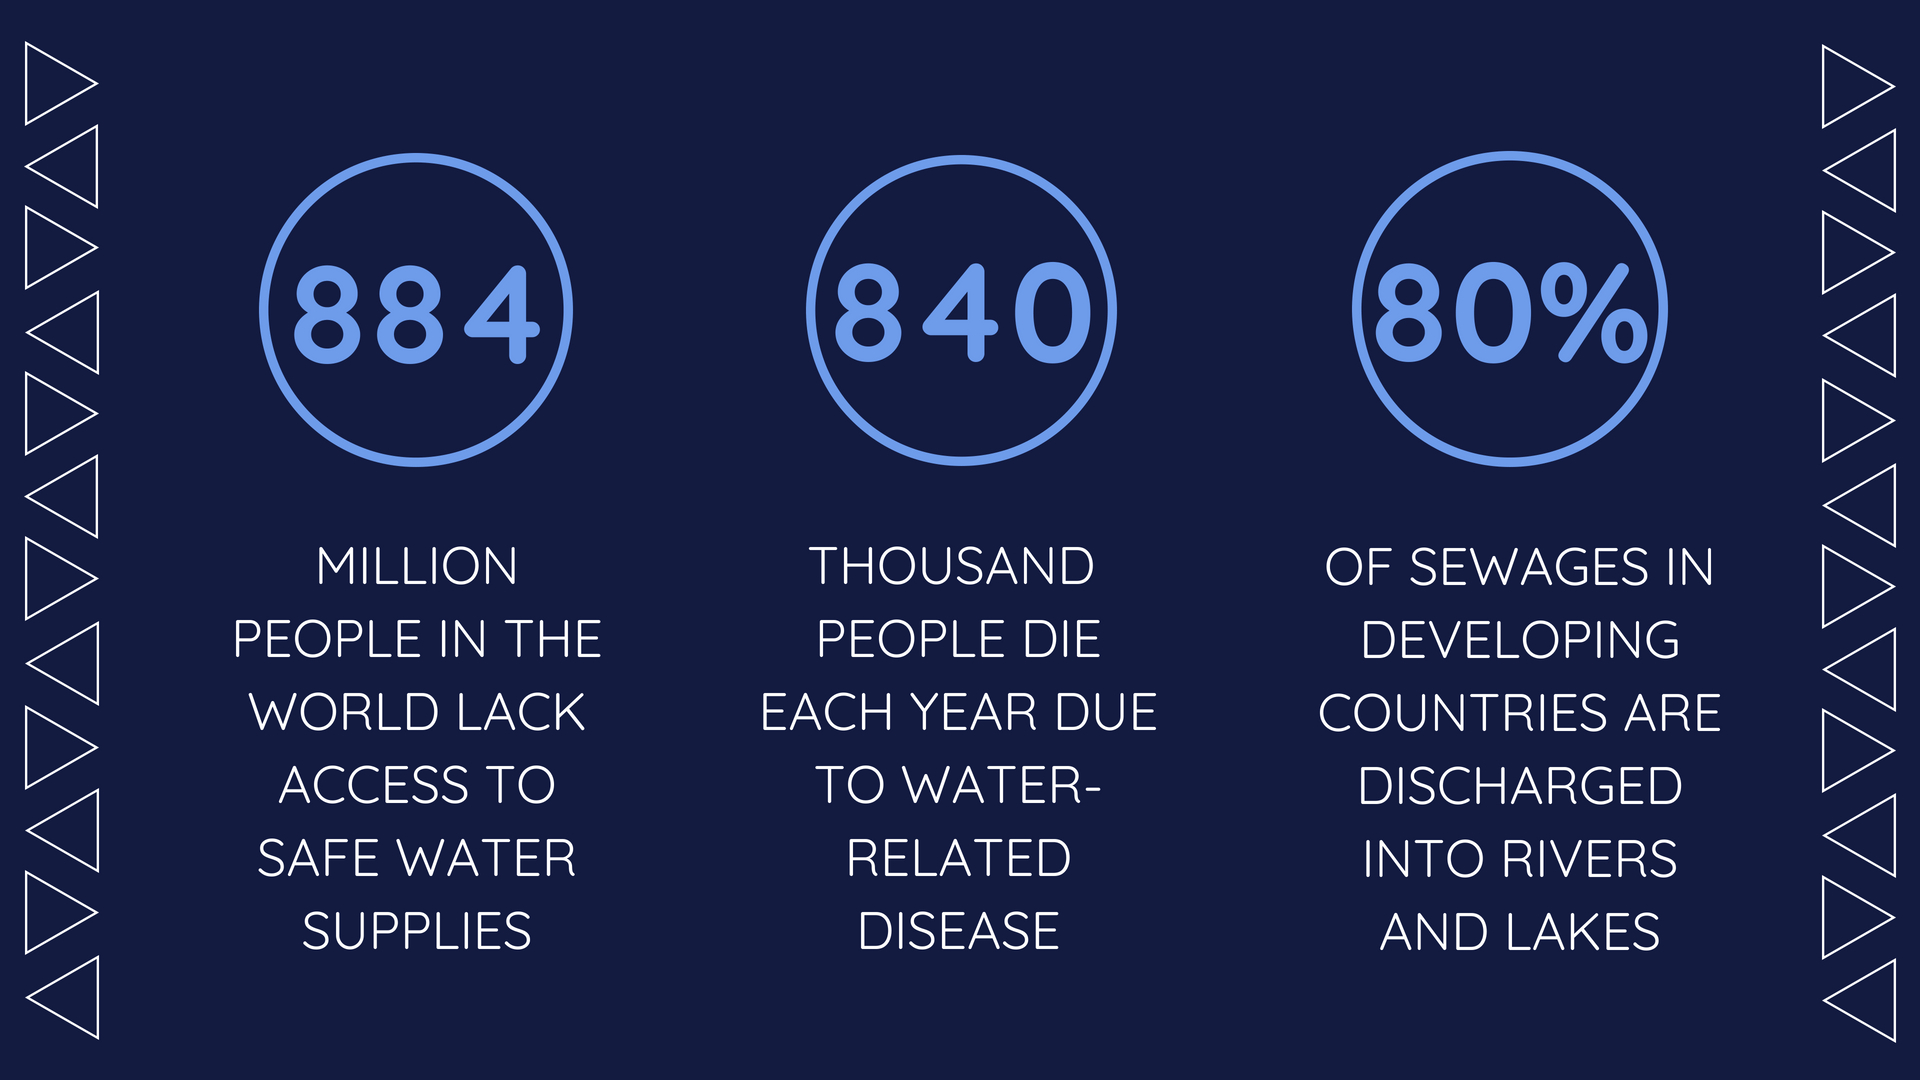 884
MILLION
PEOPLE IN THE
WORLD LACK
ACCESS TO
SAFE WATER
SUPPLIES
840
THOUSAND
PEOPLE DIE
EACH YEAR DUE
TO WATER-
RELATED
DISEASE
80%
OF SEWAGES IN
DEVELOPING
COUNTRIES ARE
DISCHARGED
INTO RIVERS
AND LAKES